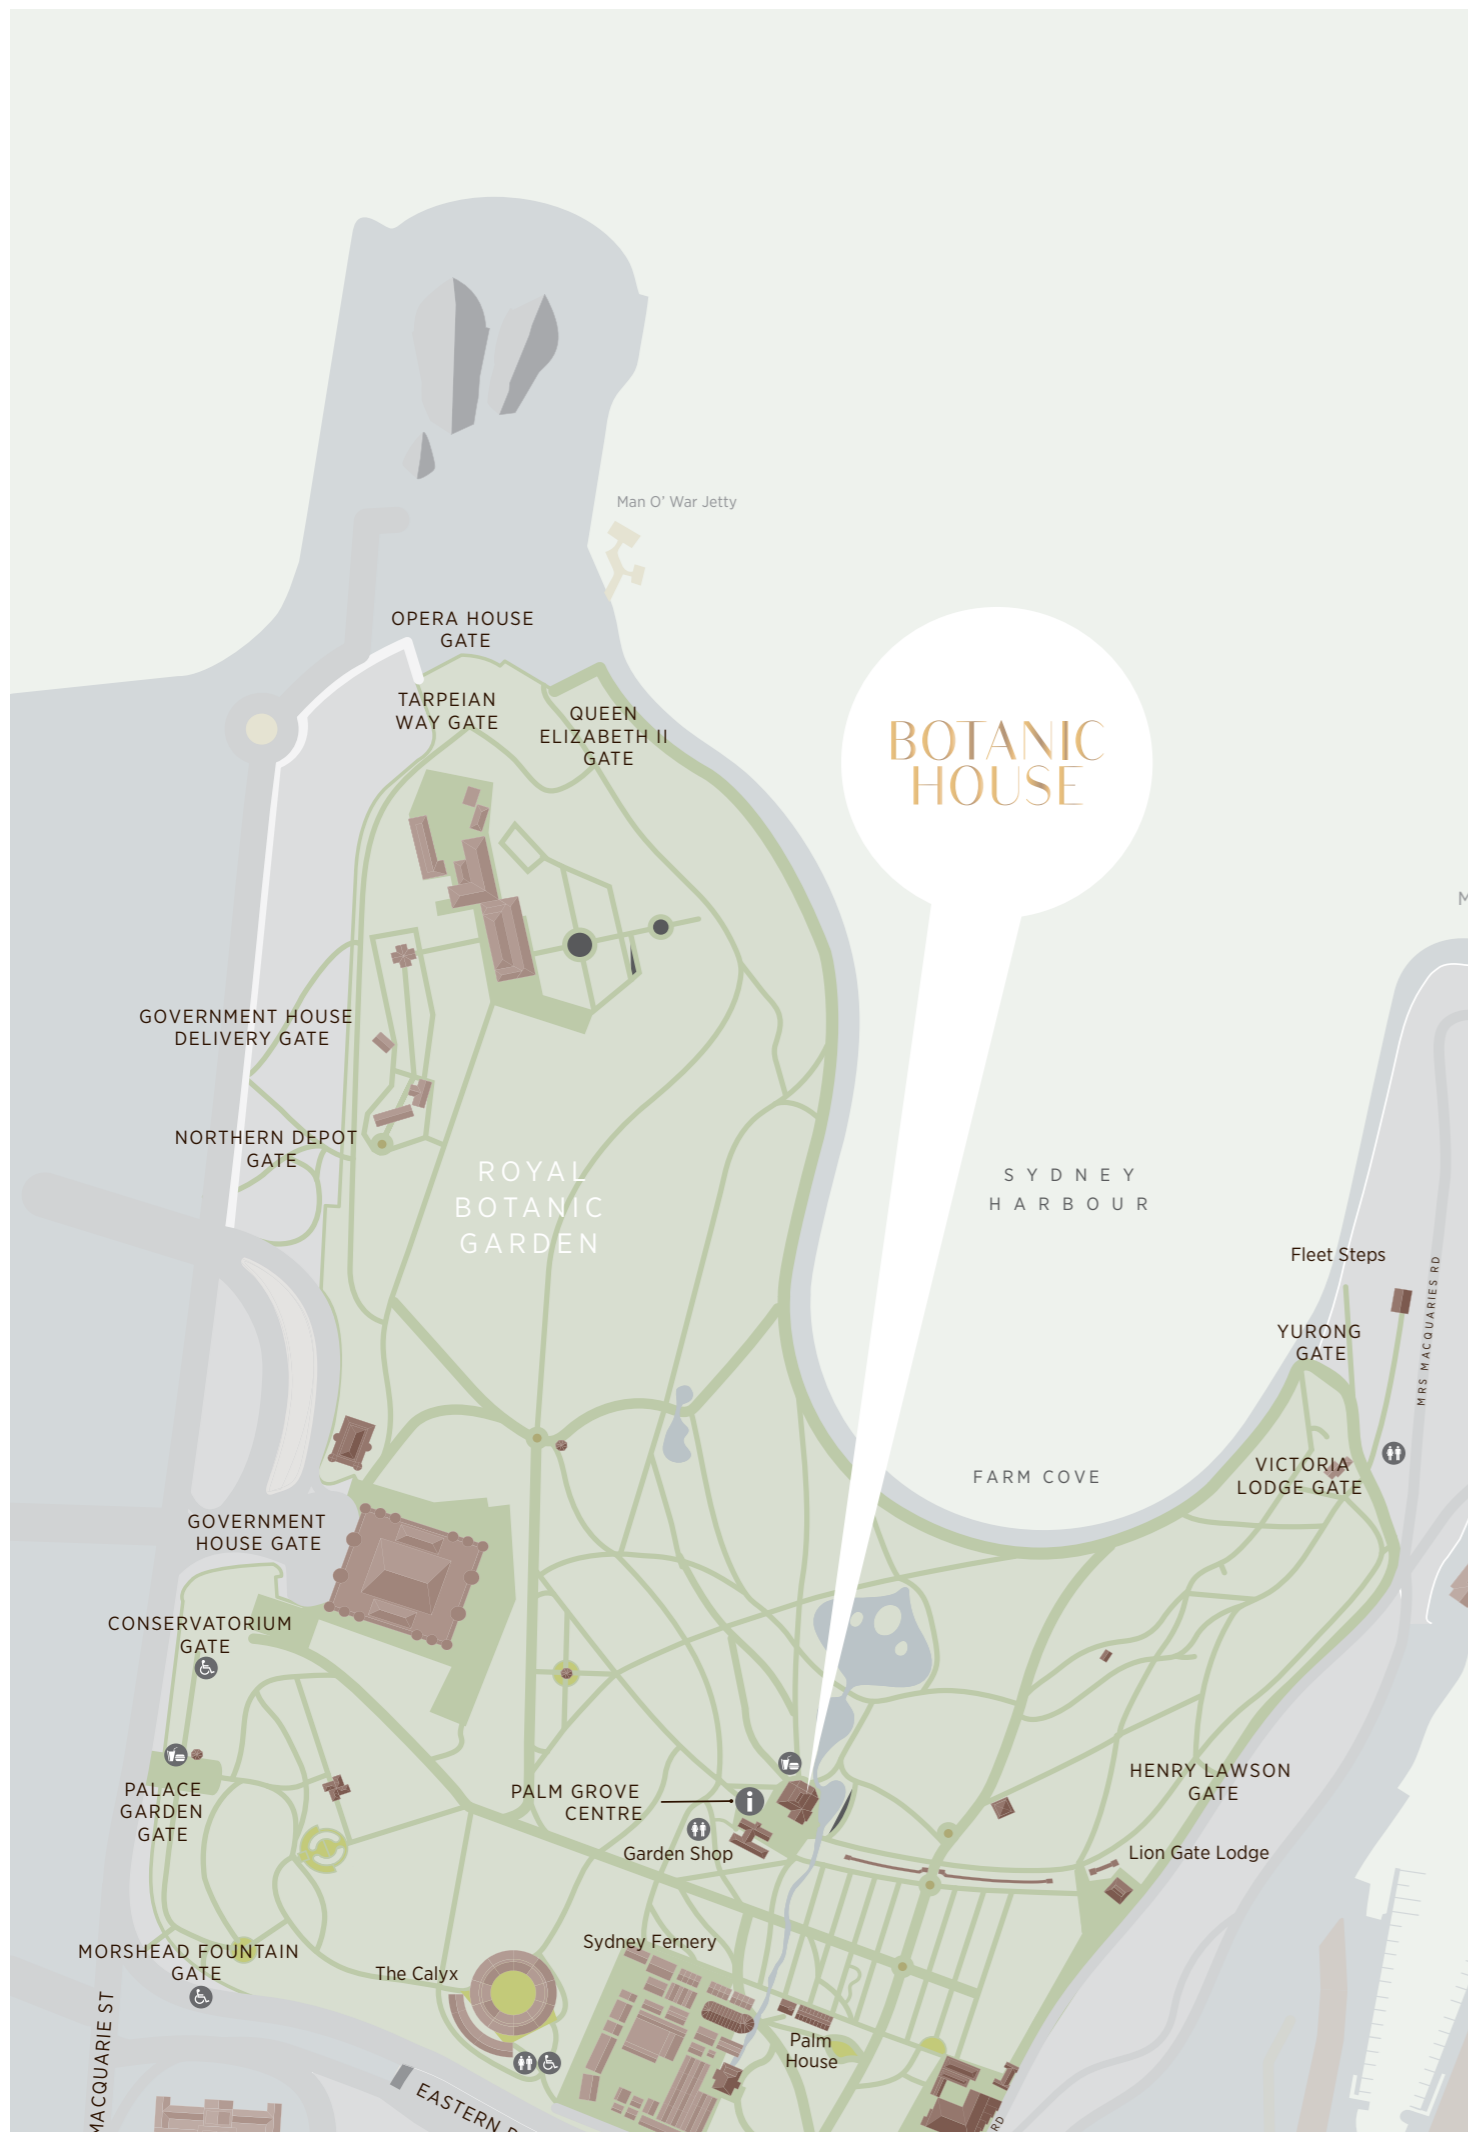 Man O' War Jetty
OPERA HOUSE
GATE
TARPEIAN
WAY GATE
QUEEN
ELIZABETH II
GATE
BOTANIC
HOUSE
GOVERNMENT HOUSE
DELIVERY GATE
NORTHERN DEPOT
GATE
ROYAL
BOTANIC
GARDEN
SYDNEY
HARBOUR
Fleet Steps
YURONG
GATE
MRS MACQUARIES RD
FARM COVE
VICTORIA
LODGE GATE
GOVERNMENT
HOUSE GATE
CONSERVATORIUM
GATE
PALACE
GARDEN
GATE
PALM GROVE
CENTRE
Garden Shop
HENRY LAWSON
GATE
Lion Gate Lodge
MORSHEAD FOUNTAIN
GATE
The Calyx
Sydney Fernery
Palm
House
MACQUARIE ST
EASTERN
RD